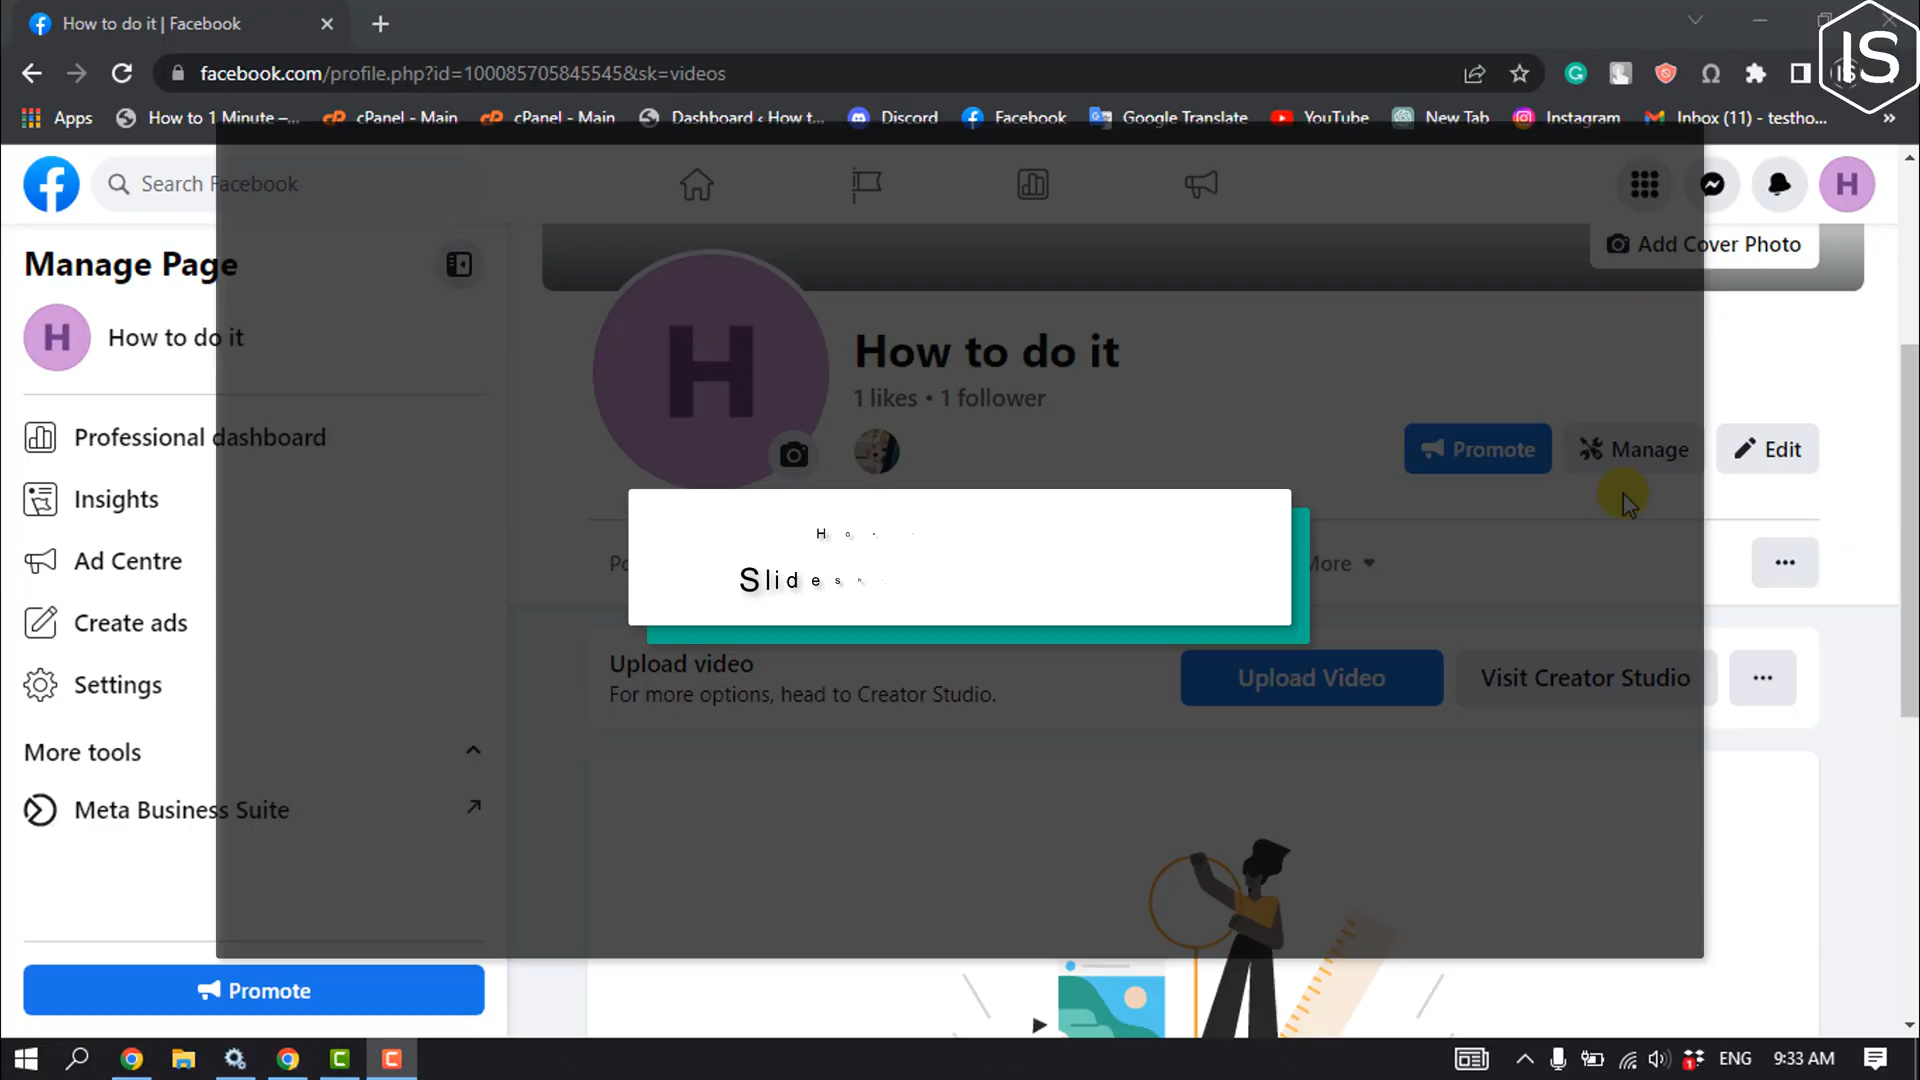 How to do it | Facebook
IS
facebook.com/profile.php?id=100085705845545&sk=videos
Apps
How to 1 Minute –...
cPanel - Main
cPanel - Main
Dashboard ‹ How t...
Discord
Facebook
Google Translate
YouTube
New Tab
Instagram
Inbox (11) - testho...
»
Search Facebook
H
Add Cover Photo
Manage Page
H
How to do it
H
How to do it
1 likes • 1 follower
Promote
Manage
Edit
Professional dashboard
Insights
Ad Centre
Create ads
Settings
More
More tools
Meta Business Suite
Promote
Upload video
For more options, head to Creator Studio.
Upload Video
Visit Creator Studio
ENG
9:33 AM